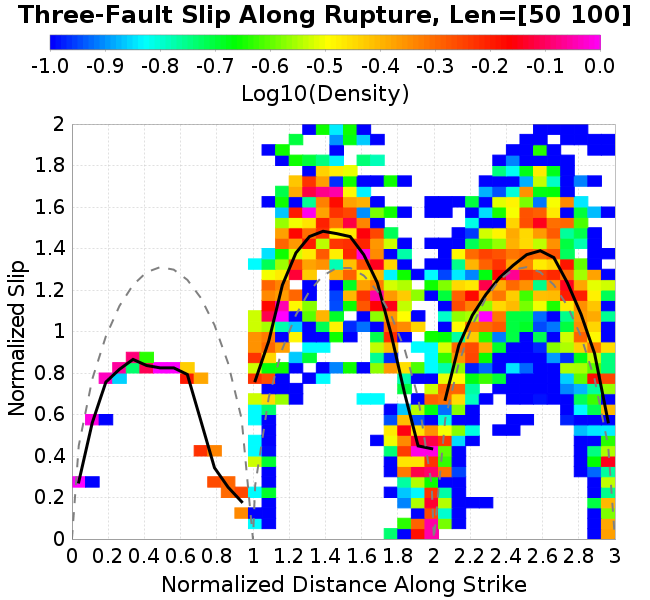 Three-Fault Slip Along Rupture, Len=[50 100]
-1.0 -0.9 -0.8 -0.7 -0.6 -0.5 -0.4 -0.3 -0.2 -0.1 0.0
Log10(Density)
2
1.8
1.6
1.4
1.2
1
0.8
0.6
0.4
0.2
0
Normalized Slip
0 0.2 0.4 0.6 0.8 1 1.2 1.4 1.6 1.8 2 2.2 2.4 2.6 2.8 3
Normalized Distance Along Strike